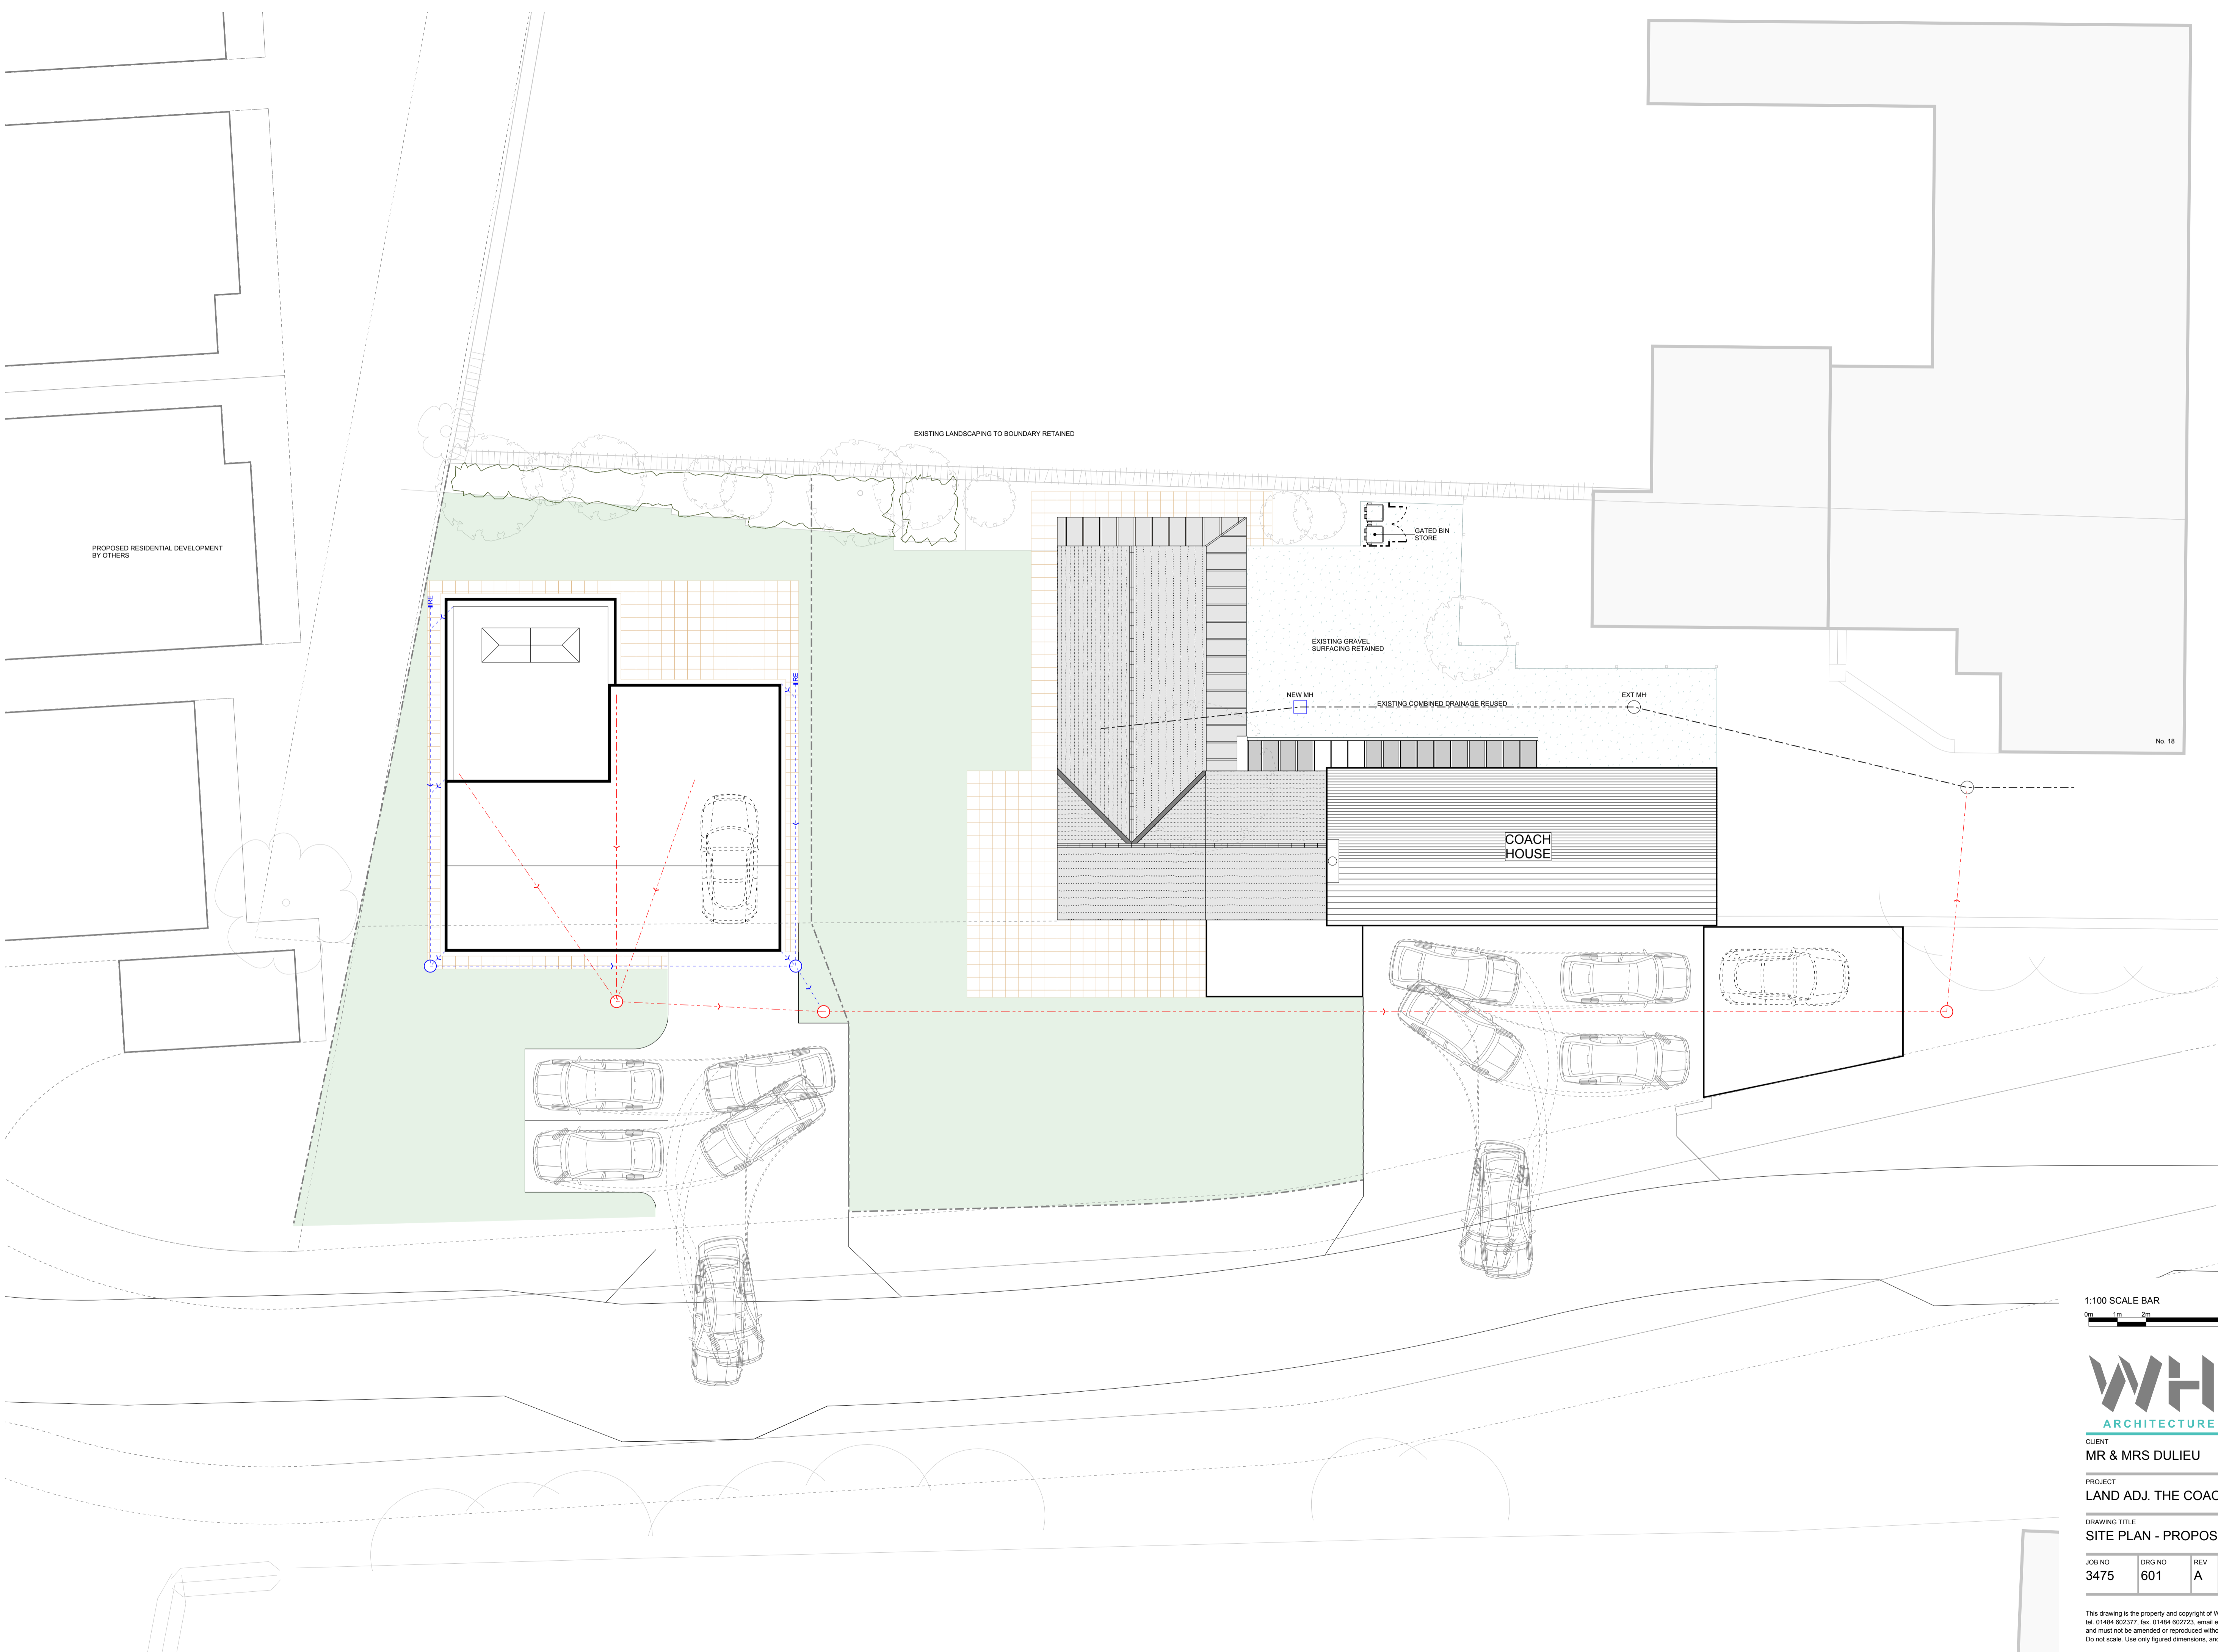 EXISTING LANDSCAPING TO BOUNDARY RETAINED
GATED BIN
STORE
PROPOSED RESIDENTIAL DEVELOPMENT
BY OTHERS
RE
RE
EXISTING GRAVEL
SURFACING RETAINED
NEW MH
EXISTING COMBINED DRAINAGE REUSED
EXT MH
No. 18
COACH
HOUSE
1:100 SCALE BAR
0m 1m 2m
WH
ARCHITECTURE
CLIENT
MR & MRS DULIEU
PROJECT
LAND ADJ. THE COAC
DRAWING TITLE
SITE PLAN - PROPOS
JOB NO DRG NO REV
3475 601 A
This drawing is the property and copyright of W
tel. 01484 602377, fax. 01484 602723, email e
and must not be amended or reproduced witho
Do not scale. Use only figured dimensions, and